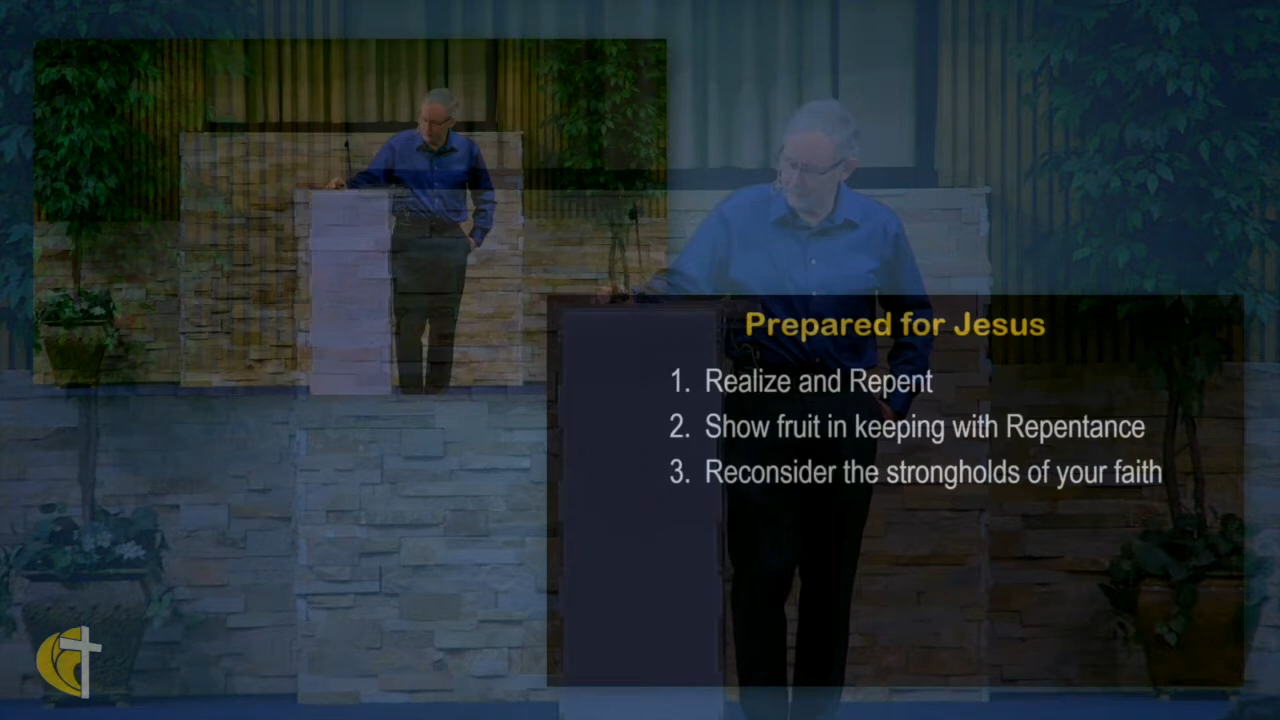 Prepared for Jesus
1. Realize and Repent
2. Show fruit in keeping with Repentance
3. Reconsider the strongholds of your faith